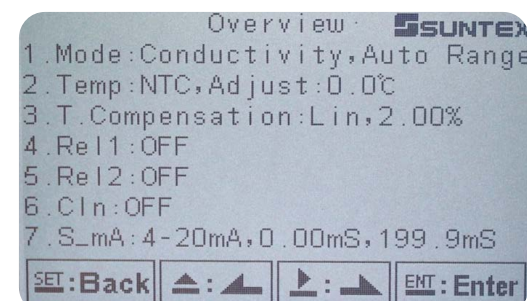 Overview SUNTEX
1.Mode:Conductivity,Auto Range
2.Temp:NTC,Adjust:0.0℃
3.T.Compensation:Lin,2.00%
4.Rel1:OFF
5.Rel2:OFF
6.Cln:OFF
7.S_mA:4-20mA,0.00mS,199.9mS
SET:Back ENT:Enter